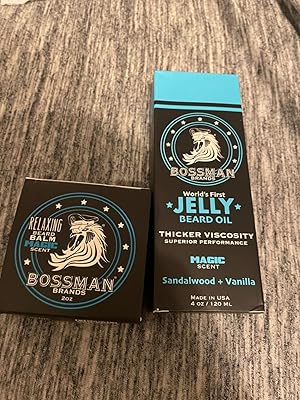 RELAXING
BEARD
BALM
MAGIC
SCENT
BOSSMAN
BRANDS
2oz
BOSSMAN
BRANDS
World's First
JELLY
BEARD OIL
THICKER VISCOSITY
SUPERIOR PERFORMANCE
MAGIC
SCENT
Sandalwood + Vanilla
MADE IN USA
4 oz / 120 ML